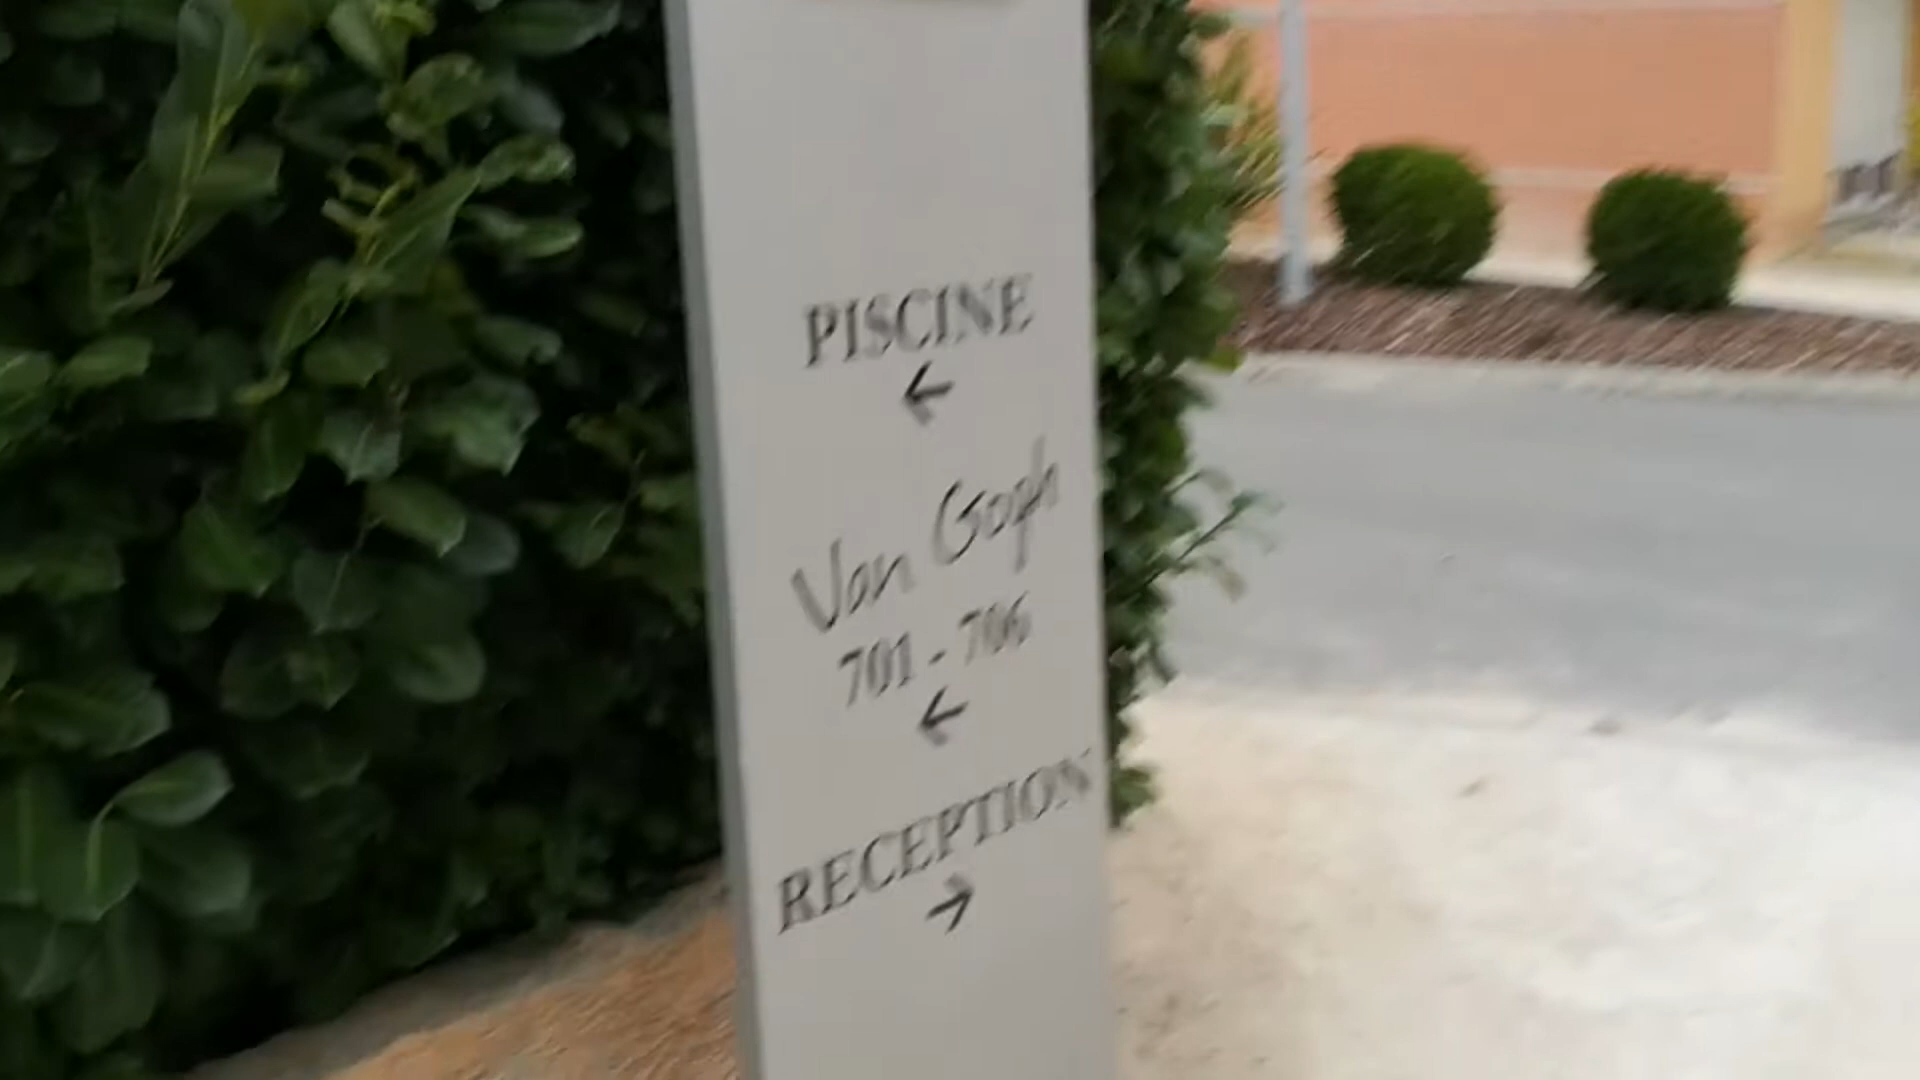 PISCINE
←
Van Gogh
701 - 706
←
RECEPTION
→